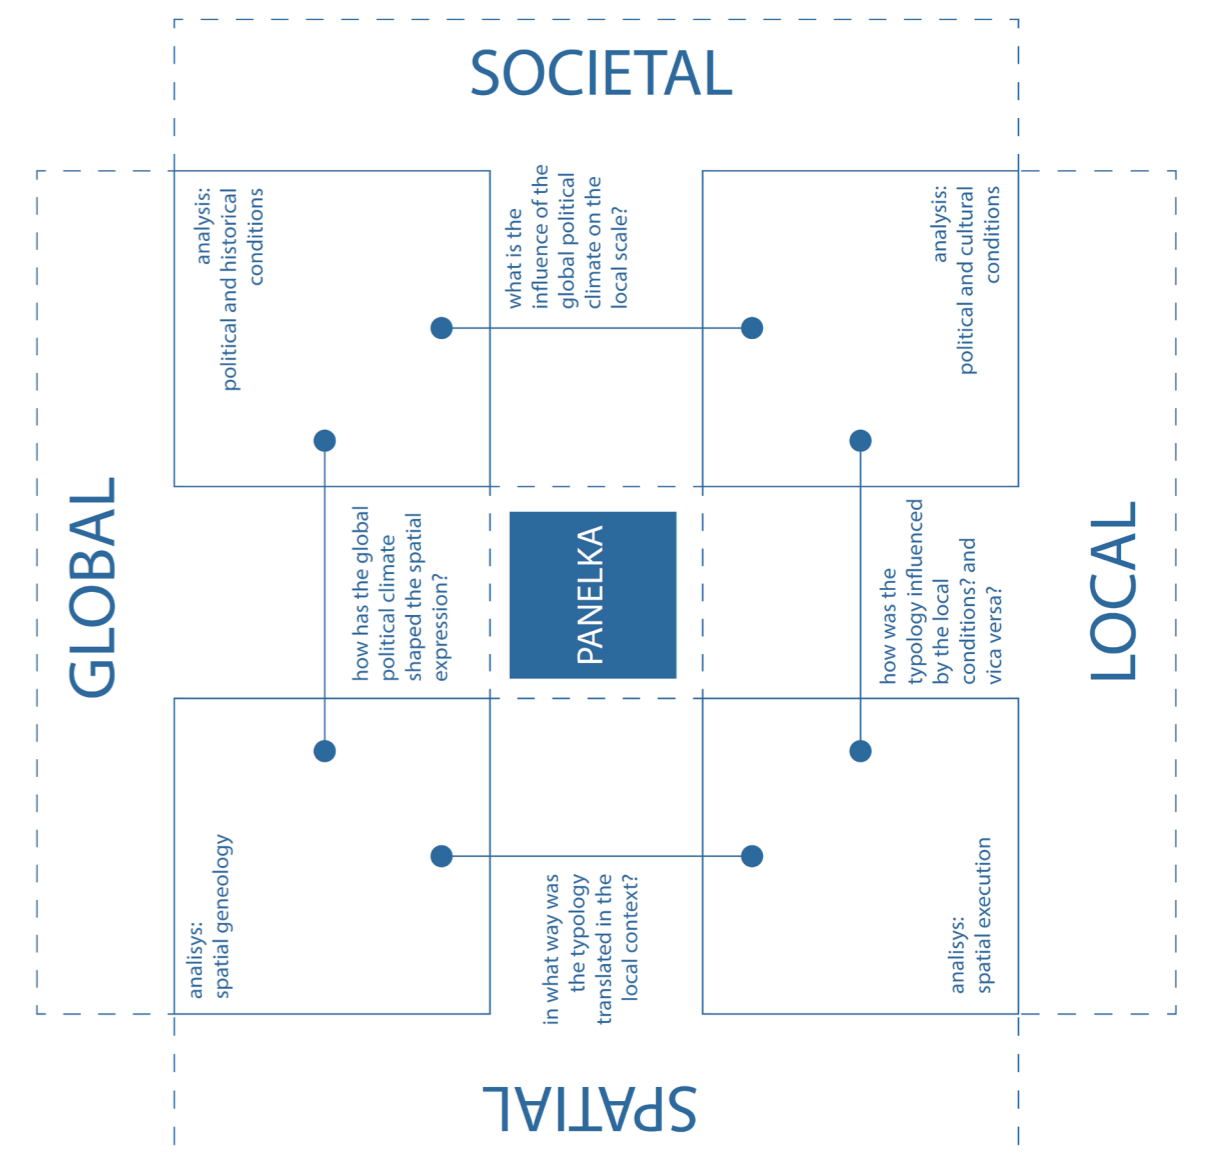 SOCIETAL
analysis:
political and historical
conditions
what is the
influence of the
global political
climate on the
local scale?
analysis:
political and cultural
conditions
GLOBAL
how has the global
political climate
shaped the spatial
expression?
PANELKA
how was the
typology influenced
by the local
conditions? and
vica versa?
LOCAL
analisys:
spatial geneology
in what way was
the typology
translated in the
local context?
analisys:
spatial execution
SPATIAL